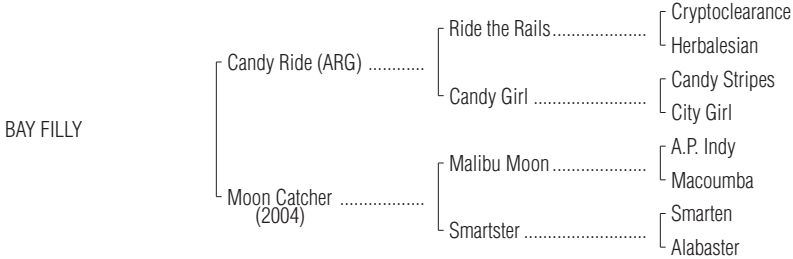 Cryptoclearance
Ride the Rails....................
Herbalesian
Candy Ride (ARG) ............
Candy Stripes
Candy Girl ........................
City Girl
BAY FILLY
A.P. Indy
Malibu Moon....................
Macoumba
Moon Catcher ..................
(2004)
Smarten
Smartster ..........................
Alabaster